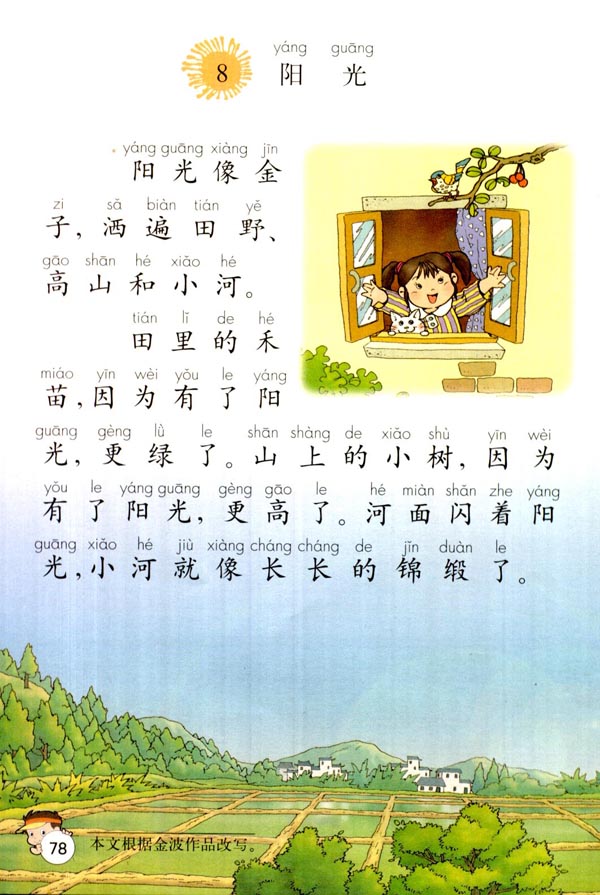 yáng guāng
8 阳光
yáng guāng xiàng jīn
阳光像金
zi sǎ biàn tián yě
子，洒遍田野、
gāo shān hé xiǎo hé
高山和小河。
tián lǐ de hé
田里的禾
miáo yīn wèi yǒu le yáng
苗，因为有了阳
guāng gèng lǜ le shān shàng de xiǎo shù yīn wèi
光，更绿了。山上的小树，因为
yǒu le yáng guāng gèng gāo le hé miàn shǎn zhe yáng
有了阳光，更高了。河面闪着阳
guāng xiǎo hé jiù xiàng cháng cháng de jǐn duàn le
光，小河就像长长的锦缎了。
78 本文根据金波作品改写。